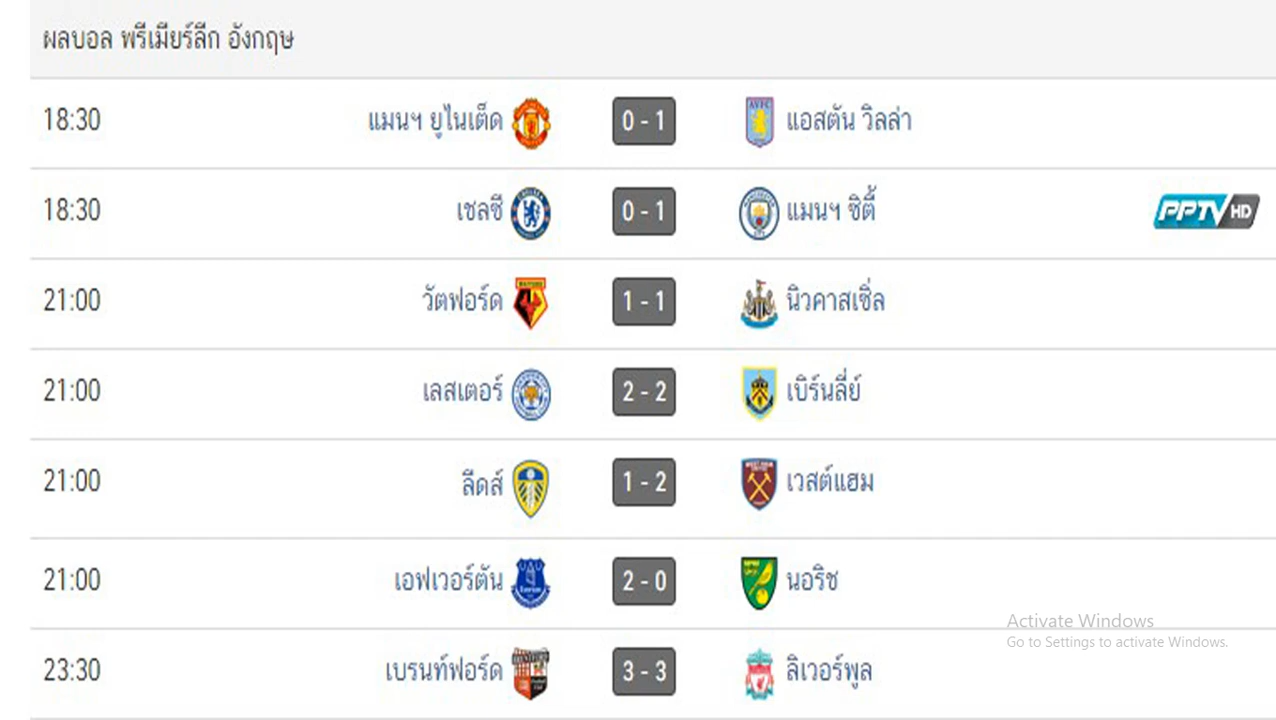 ผลบอล พรีเมียร์ลีก อังกฤษ
18:30 แมนฯ ยูไนเต็ด 0 - 1 แอสตัน วิลล่า
18:30 เชลซี 0 - 1 แมนฯ ซิตี้ PPTV HD
21:00 วัตฟอร์ด 1 - 1 นิวคาสเซิ่ล
21:00 เลสเตอร์ 2 - 2 เบิร์นลี่ย์
21:00 ลีดส์ 1 - 2 เวสต์แฮม
21:00 เอฟเวอร์ตัน 2 - 0 นอริช
Activate Windows
Go to Settings to activate Windows.
23:30 เบรนท์ฟอร์ด 3 - 3 ลิเวอร์พูล